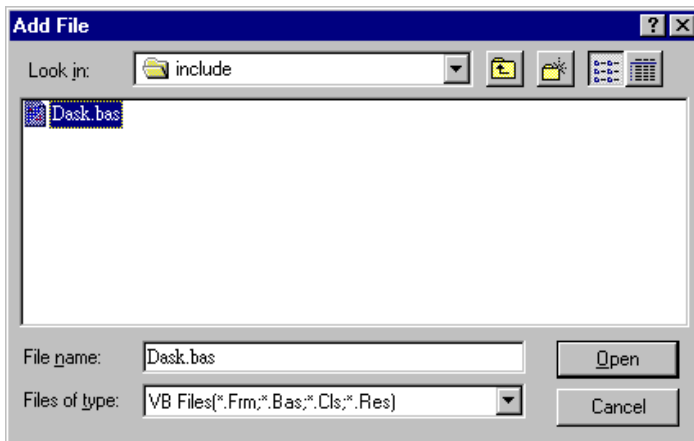 Add File
Look in: include
Dask.bas
File name: Dask.bas
Open
Files of type: VB Files(*.Frm;*.Bas;*.Cls;*.Res)
Cancel